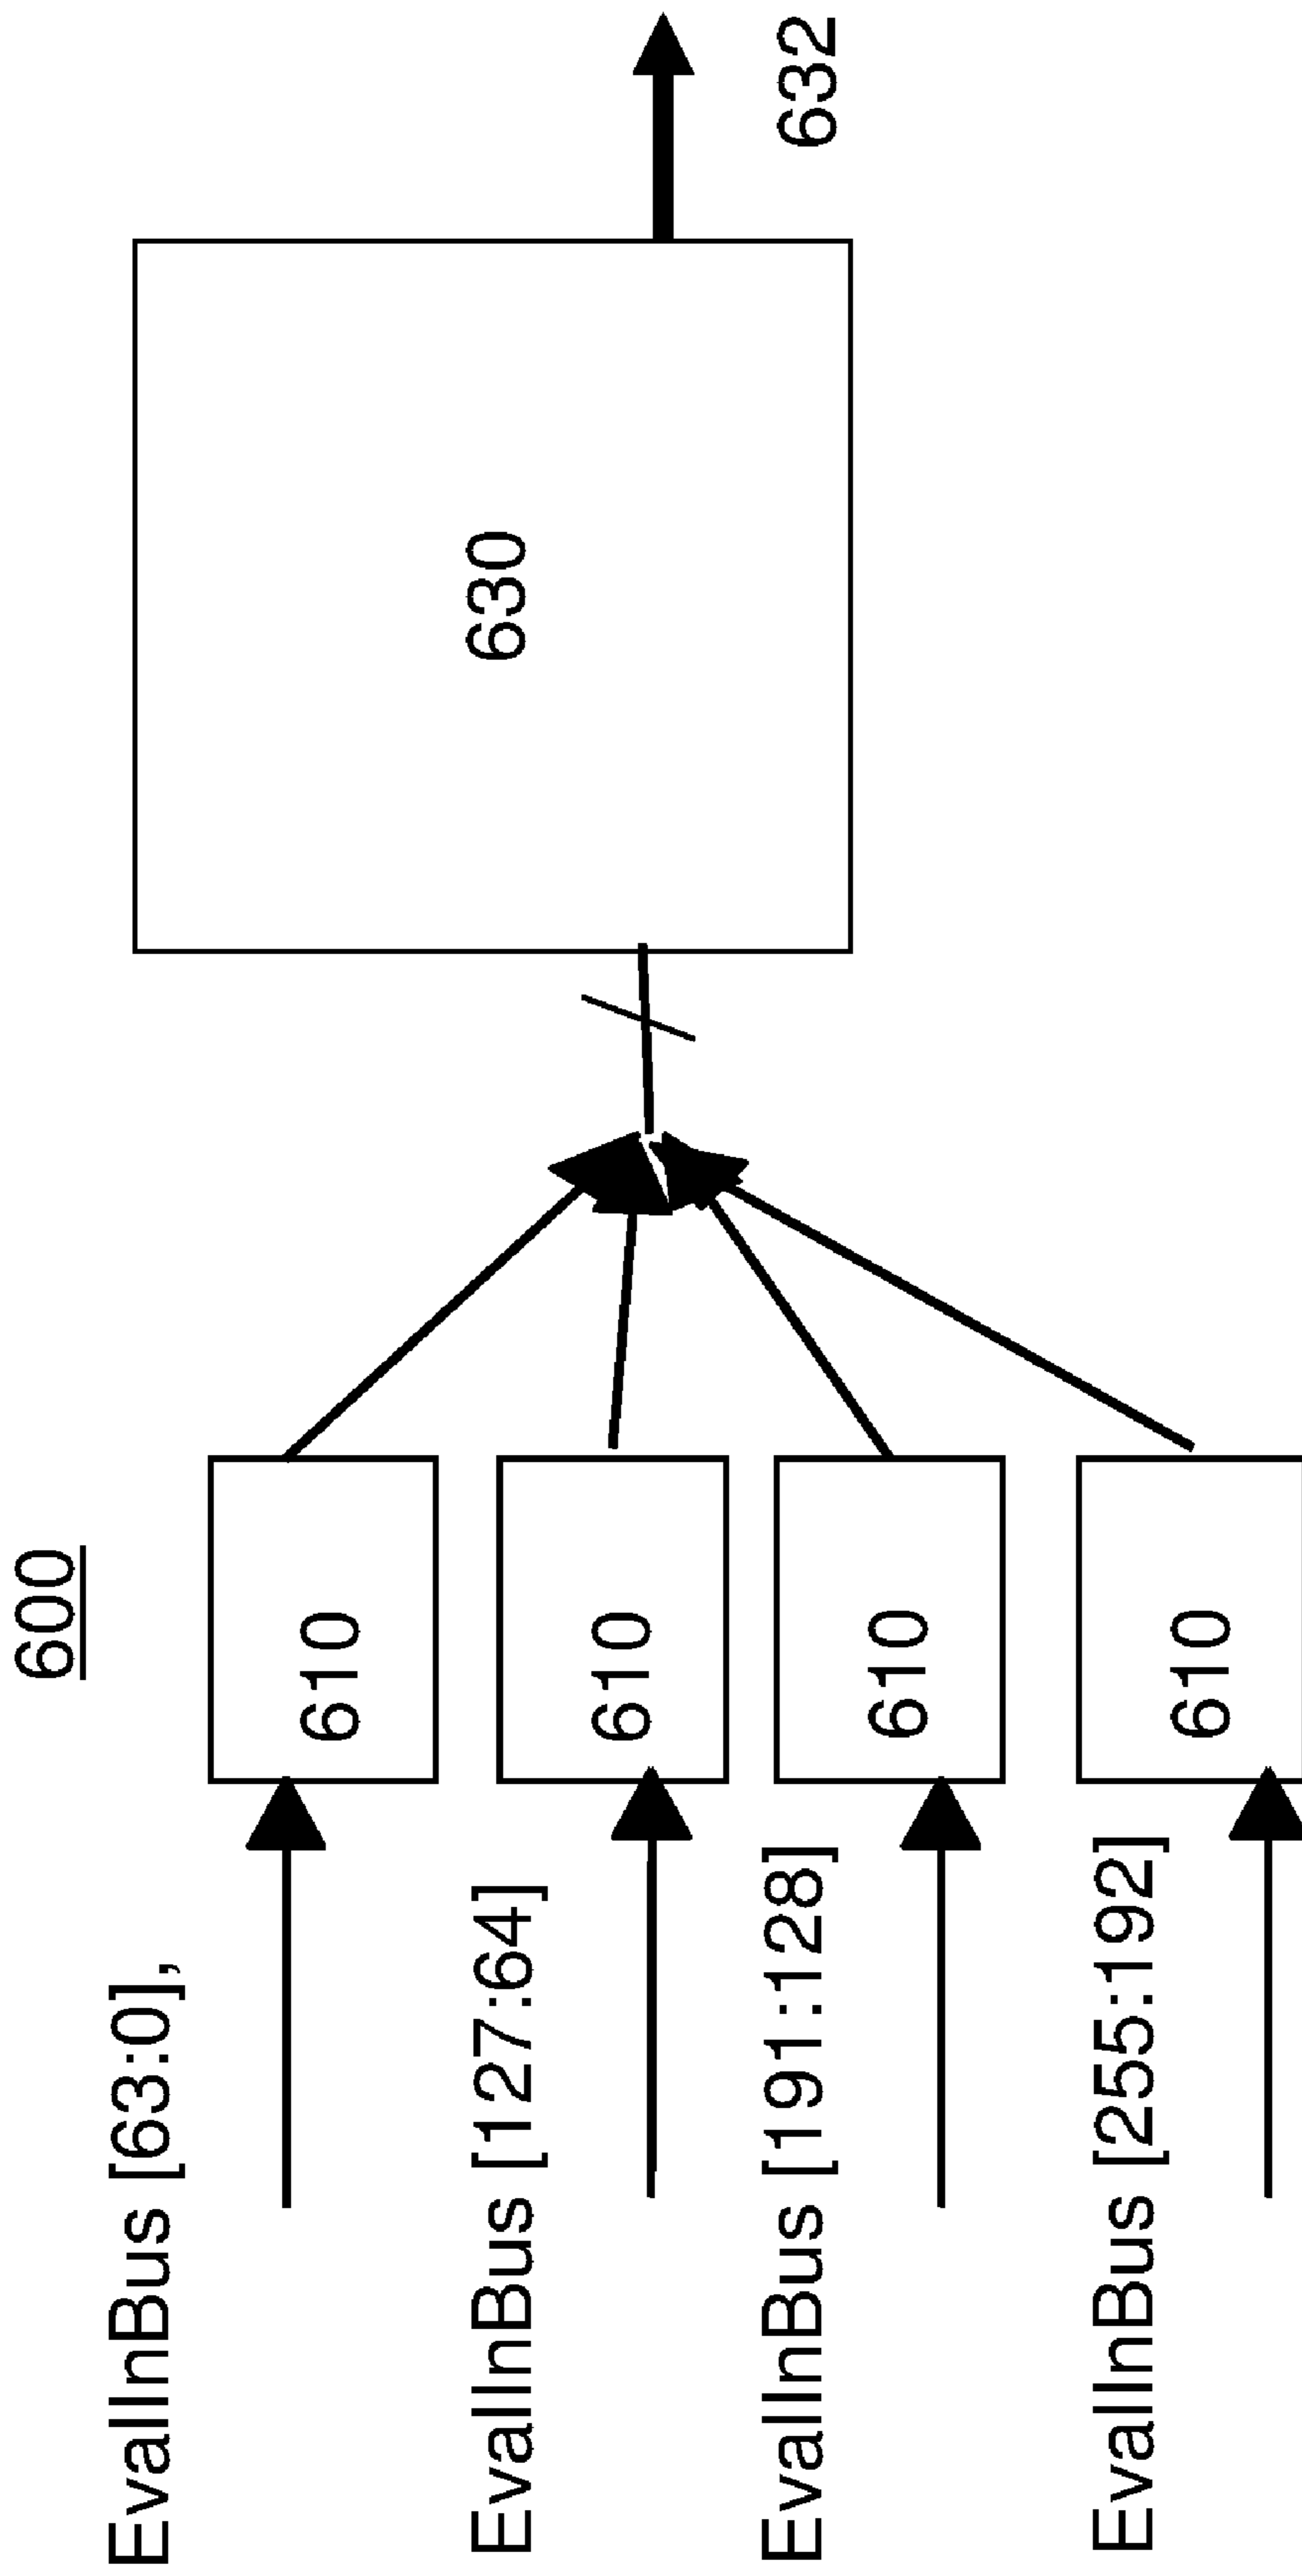 600
EvalInBus [63:0],
610
EvalInBus [127:64]
610
EvalInBus [191:128]
610
EvalInBus [255:192]
610
630
632